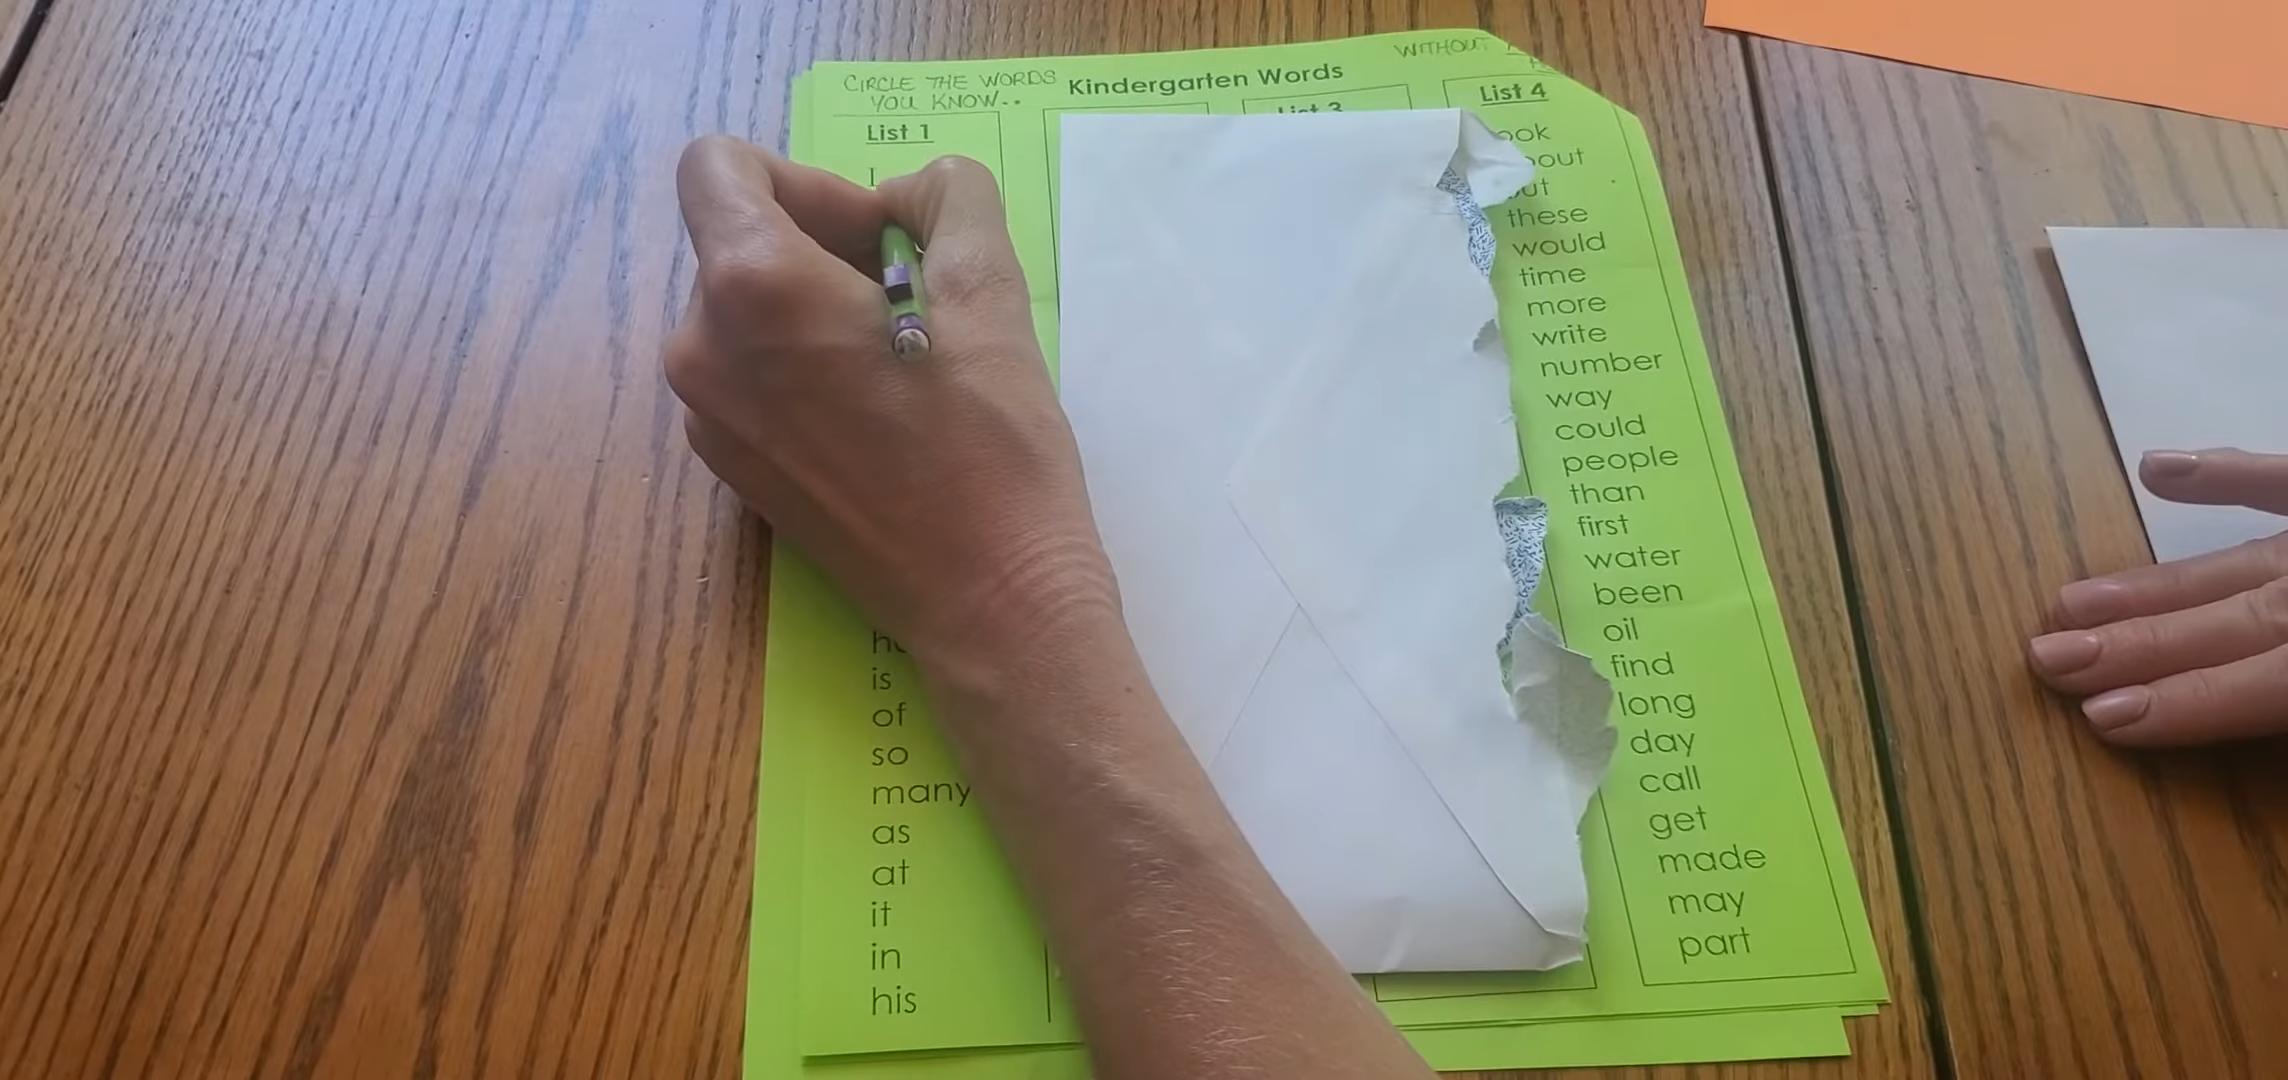 CIRCLE THE WORDS
YOU KNOW..
Kindergarten Words
WITHOUT
List 1
I
is
of
so
many
as
at
it
in
his
List 3
List 4
these
would
time
more
write
number
way
could
people
than
first
water
been
oil
find
long
day
call
get
made
may
part